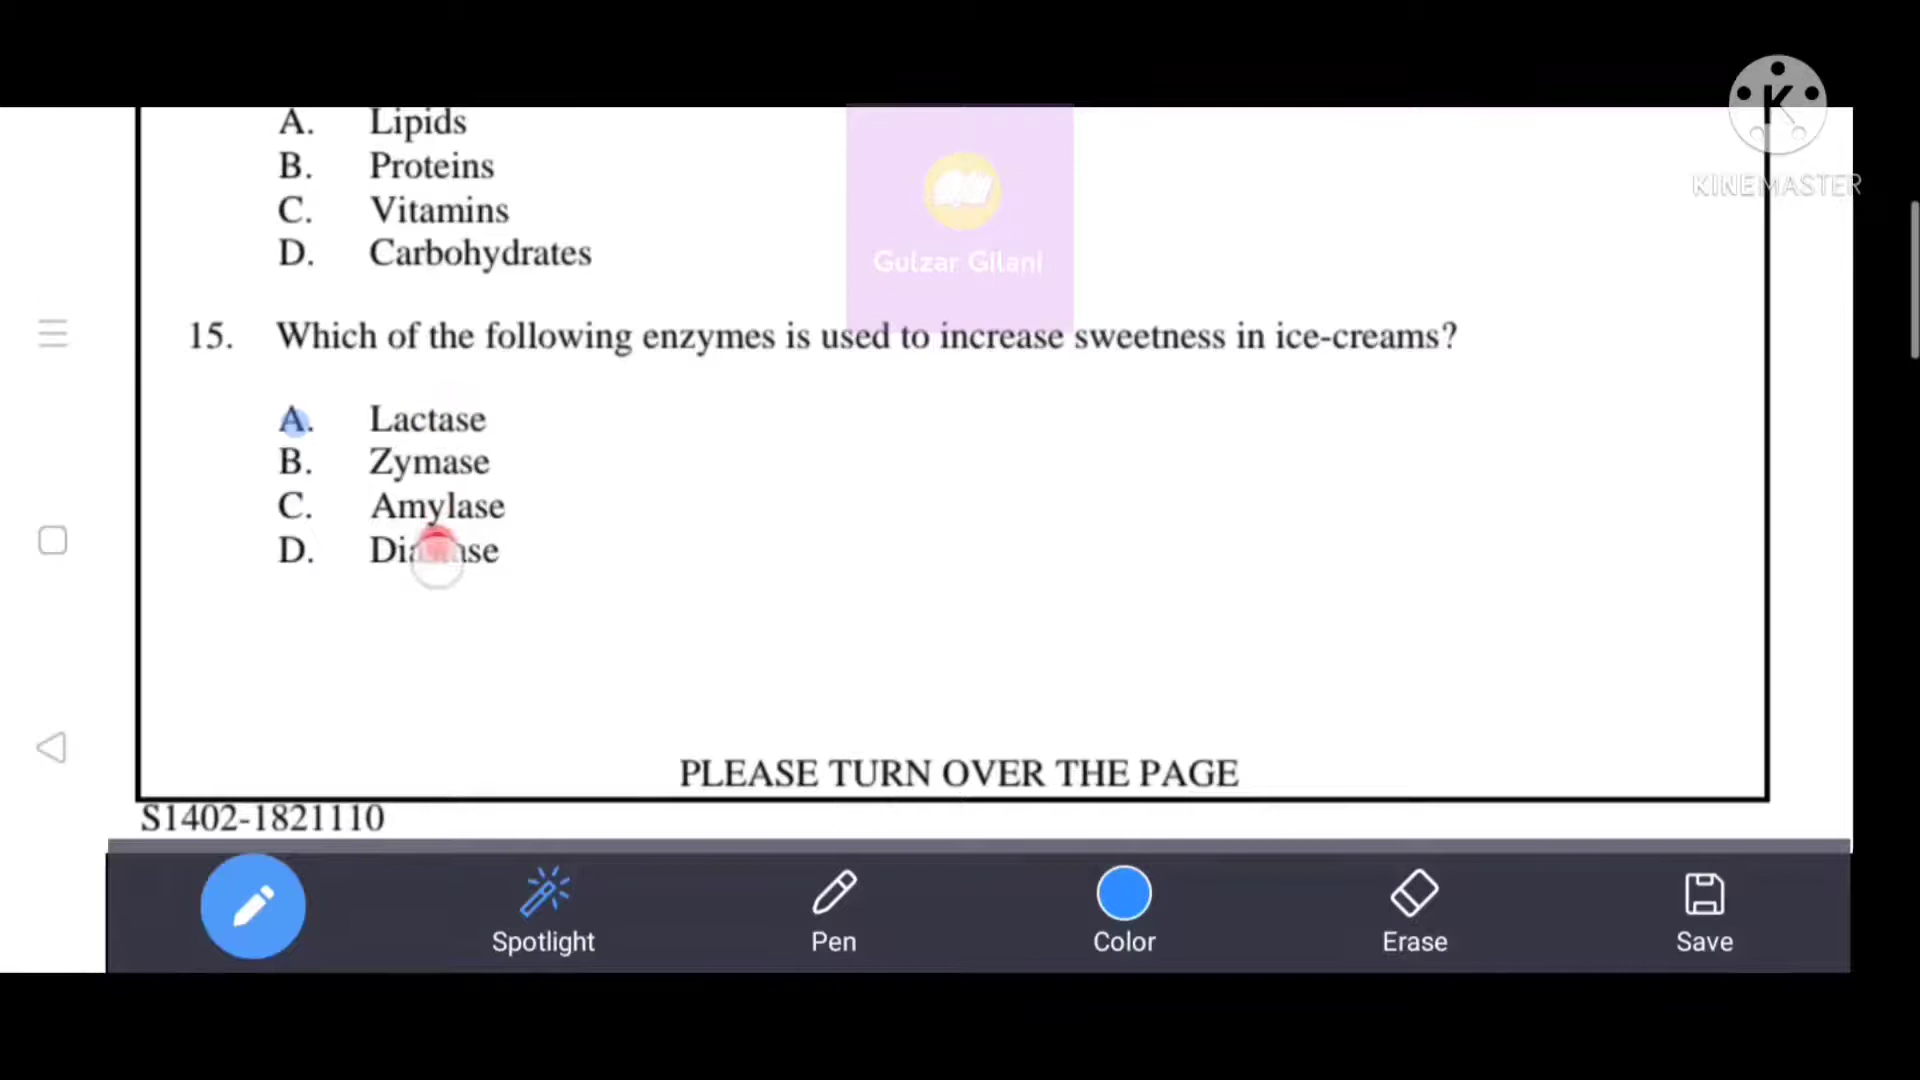 KINEMASTER
A. Lipids
B. Proteins
C. Vitamins
D. Carbohydrates
Gulzar Gilani
15. Which of the following enzymes is used to increase sweetness in ice-creams?
A. Lactase
B. Zymase
C. Amylase
D.
PLEASE TURN OVER THE PAGE
S1402-1821110
Spotlight
Pen
Color
Erase
Save